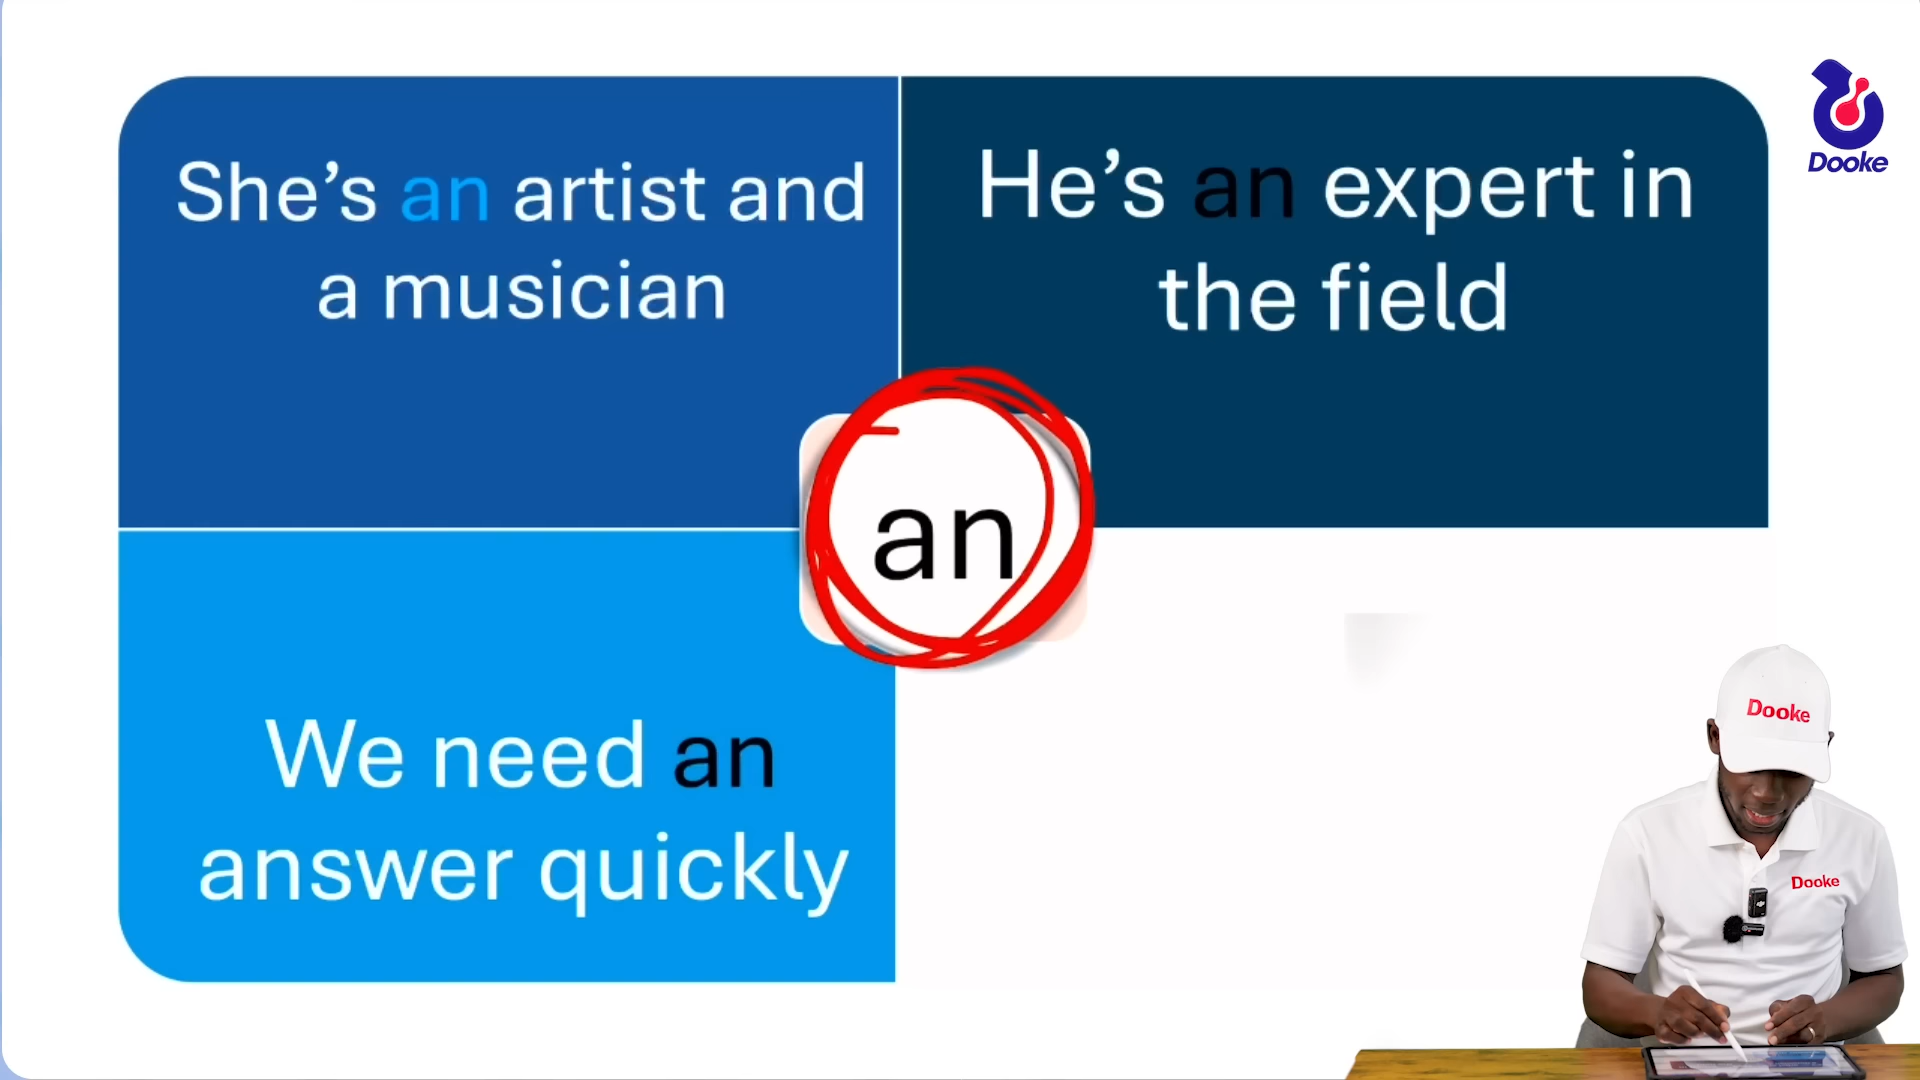 She’s an artist and
a musician
He’s an expert in
the field
an
We need an
answer quickly
Dooke
Dooke
Dooke